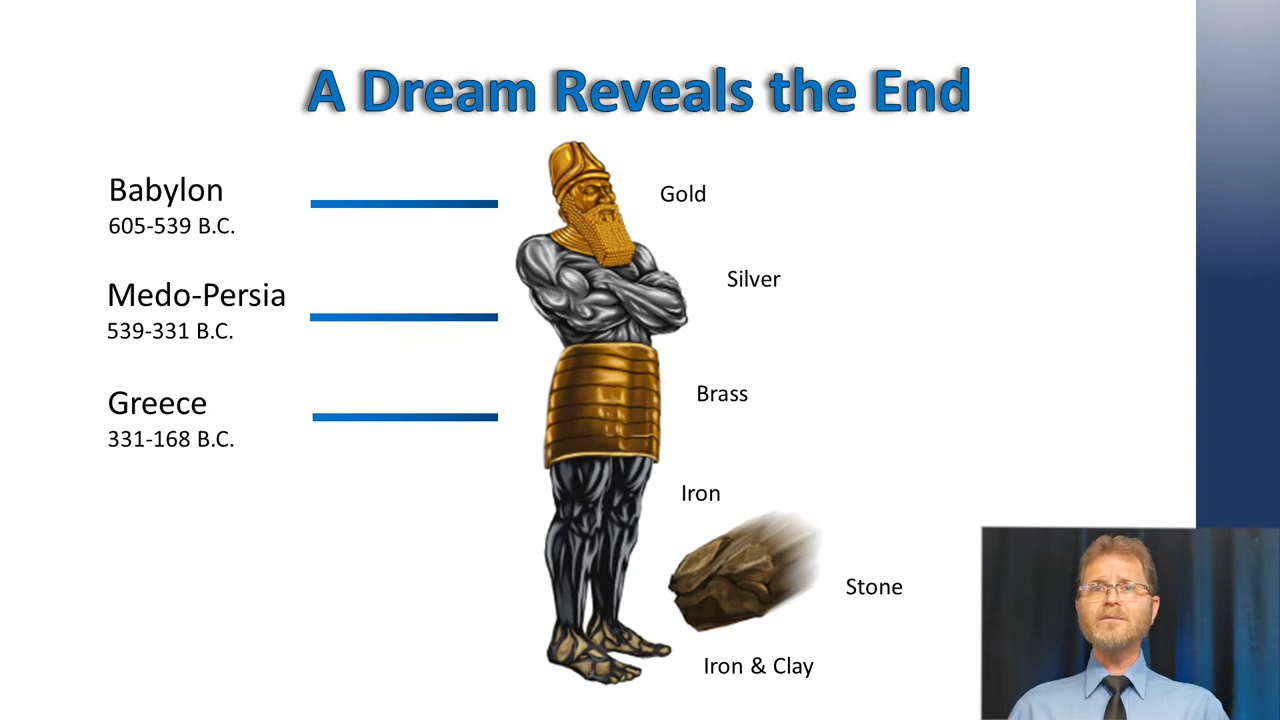 A Dream Reveals the End
Babylon
605-539 B.C.
Gold
Silver
Medo-Persia
539-331 B.C.
Brass
Greece
331-168 B.C.
Iron
Stone
Iron & Clay